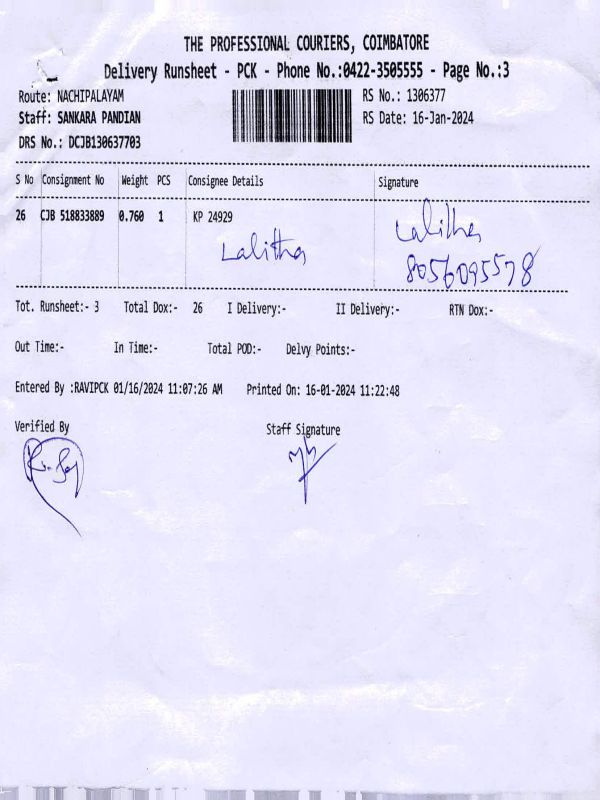 THE PROFESSIONAL COURIERS, COIMBATORE
Delivery Runsheet - PCK - Phone No.:0422-3505555 - Page No.:3
Route: NACHIPALAYAM RS No.: 1306377
Staff: SANKARA PANDIAN RS Date: 16-Jan-2024
DRS No.: DCJB130637703
S No Consignment No Weight PCS Consignee Details Signature
26 CJB 518833889 0.760 1 KP 24929
Lalitha Lalitha
8056095578
Tot. Runsheet:- 3 Total Dox:- 26 I Delivery:- II Delivery:- RTN Dox:-
Out Time:- In Time:- Total POD:- Delvy Points:-
Entered By :RAVIPCK 01/16/2024 11:07:26 AM Printed On: 16-01-2024 11:22:48
Verified By Staff Signature